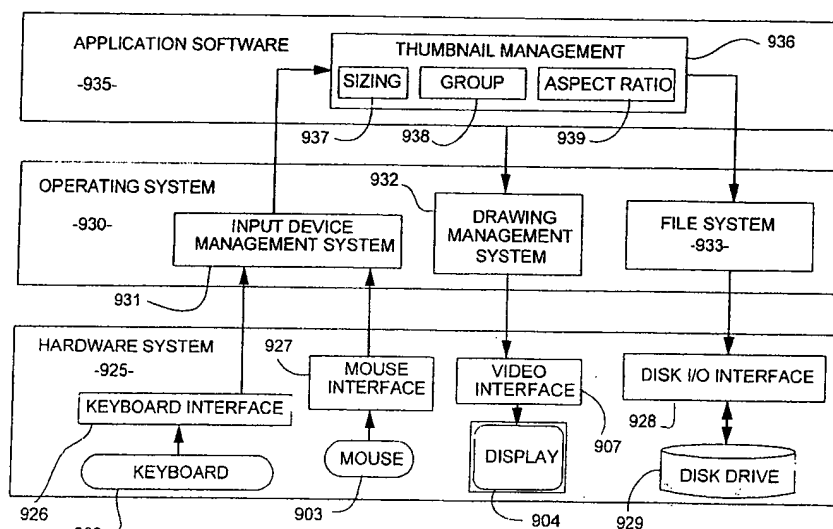 APPLICATION SOFTWARE
-935-
THUMBNAIL MANAGEMENT
936
SIZING
GROUP
ASPECT RATIO
937
938
939
OPERATING SYSTEM
-930-
932
INPUT DEVICE
MANAGEMENT SYSTEM
931
DRAWING
MANAGEMENT
SYSTEM
FILE SYSTEM
-933-
HARDWARE SYSTEM
-925-
927
MOUSE
INTERFACE
VIDEO
INTERFACE
DISK I/O INTERFACE
KEYBOARD INTERFACE
907
928
KEYBOARD
MOUSE
DISPLAY
DISK DRIVE
926
903
904
929